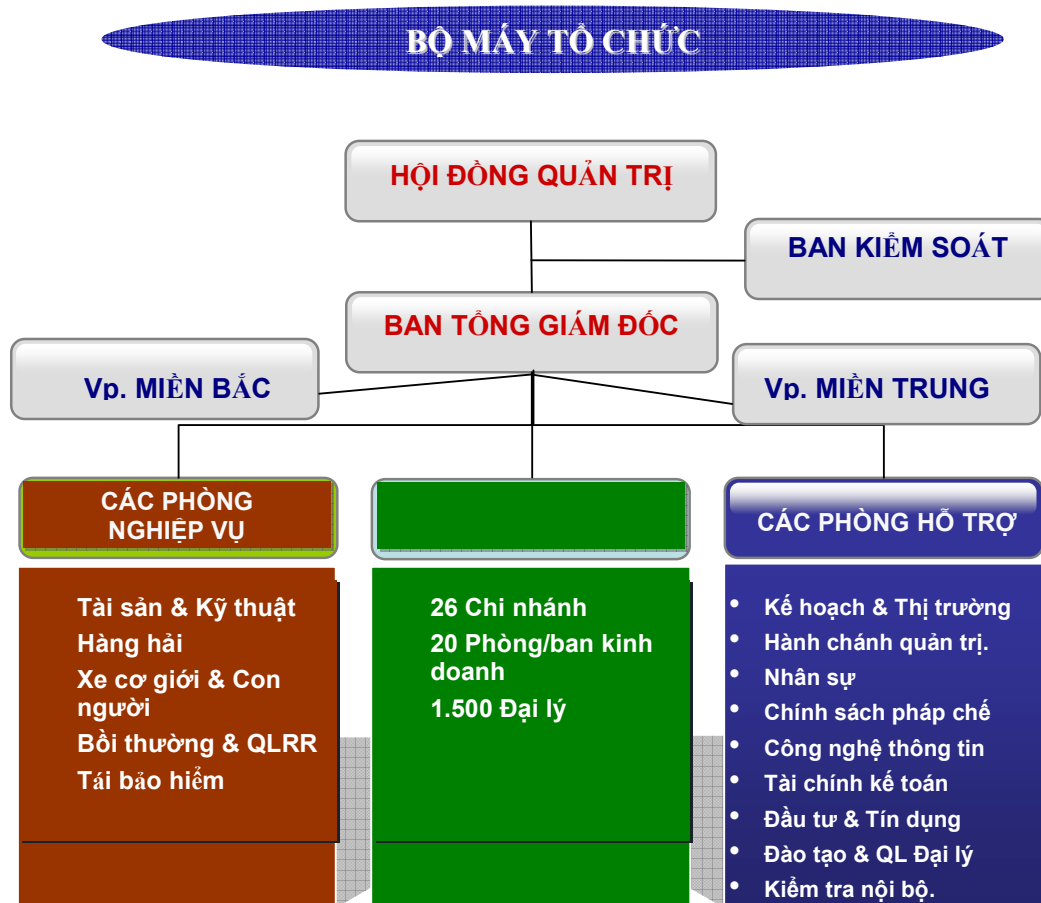 BỘ MÁY TỔ CHỨC
HỘI ĐỒNG QUẢN TRỊ
BAN KIỂM SOÁT
BAN TỔNG GIÁM ĐỐC
Vp. MIỀN BẮC
Vp. MIỀN TRUNG
CÁC PHÒNG
NGHIỆP VỤ
Tài sản & Kỹ thuật
Hàng hải
Xe cơ giới & Con
người
Bồi thường & QLRR
Tái bảo hiểm
26 Chi nhánh
20 Phòng/ban kinh
doanh
1.500 Đại lý
CÁC PHÒNG HỖ TRỢ
• Kế hoạch & Thị trường
• Hành chánh quản trị.
• Nhân sự
• Chính sách pháp chế
• Công nghệ thông tin
• Tài chính kế toán
• Đầu tư & Tín dụng
• Đào tạo & QL Đại lý
• Kiểm tra nội bộ.